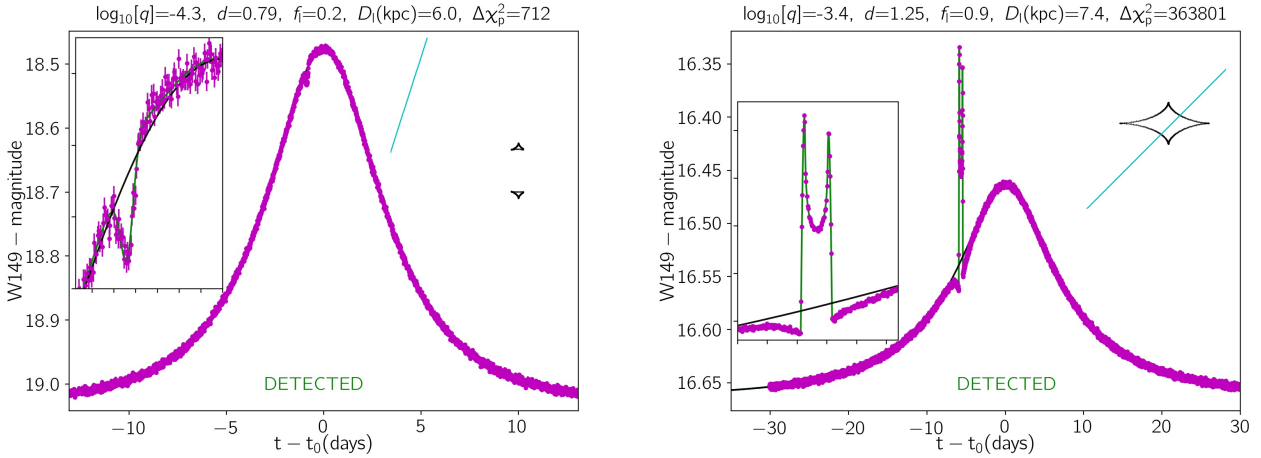 log₁₀[q]=-4.3, d=0.79, fₗ=0.2, Dₗ(kpc)=6.0, Δχ²ₚ=712
W149 − magnitude
18.5
18.6
18.7
18.8
18.9
19.0
DETECTED
−10 −5 0 5 10
t − t₀(days)
log₁₀[q]=-3.4, d=1.25, fₗ=0.9, Dₗ(kpc)=7.4, Δχ²ₚ=363801
W149 − magnitude
16.35
16.40
16.45
16.50
16.55
16.60
16.65
DETECTED
−30 −20 −10 0 10 20 30
t − t₀(days)